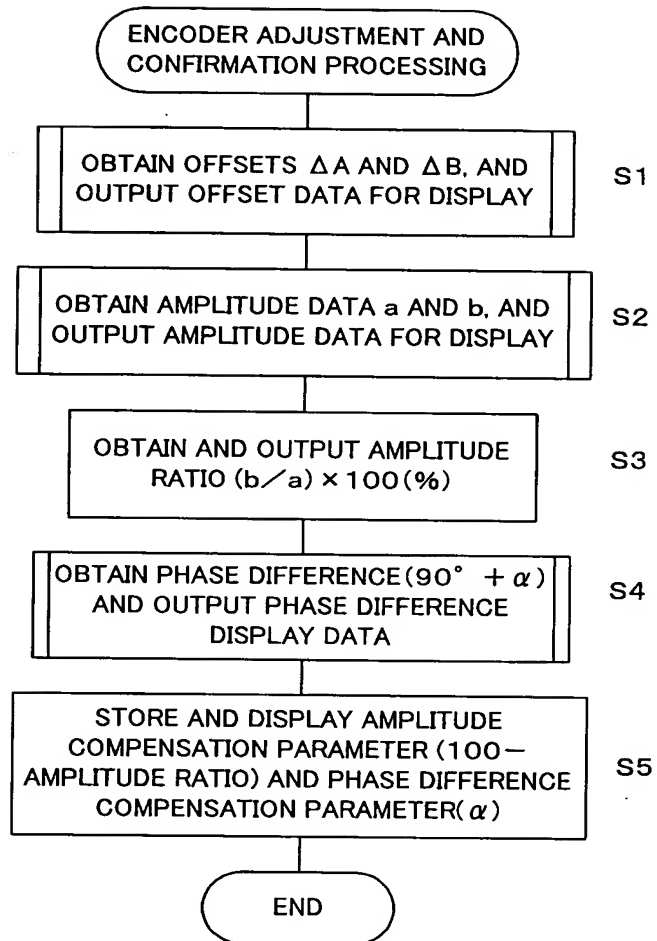 ENCODER ADJUSTMENT AND
CONFIRMATION PROCESSING
OBTAIN OFFSETS ΔA AND ΔB, AND
OUTPUT OFFSET DATA FOR DISPLAY
S1
OBTAIN AMPLITUDE DATA a AND b, AND
OUTPUT AMPLITUDE DATA FOR DISPLAY
S2
OBTAIN AND OUTPUT AMPLITUDE
RATIO (b/a) × 100 (%)
S3
OBTAIN PHASE DIFFERENCE (90° + α)
AND OUTPUT PHASE DIFFERENCE
DISPLAY DATA
S4
STORE AND DISPLAY AMPLITUDE
COMPENSATION PARAMETER (100−
AMPLITUDE RATIO) AND PHASE DIFFERENCE
COMPENSATION PARAMETER(α)
S5
END